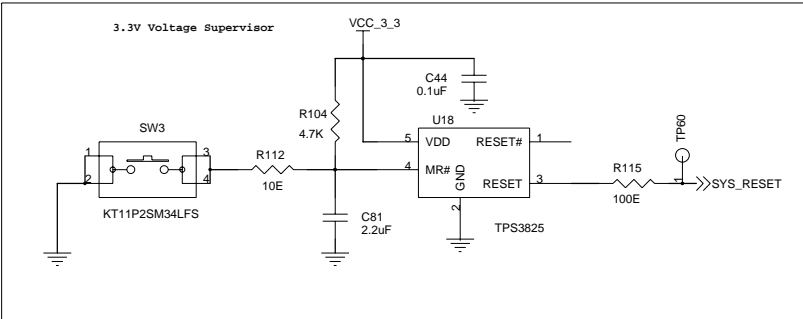 3.3V Voltage Supervisor
VCC_3_3
C44
0.1uF
R104
4.7K
U18
SW3
1
2
3
4
KT11P2SM34LFS
R112
10E
C81
2.2uF
5
VDD
RESET#
1
4
MR#
GND
RESET
3
2
TPS3825
R115
100E
TP60
1
SYS_RESET